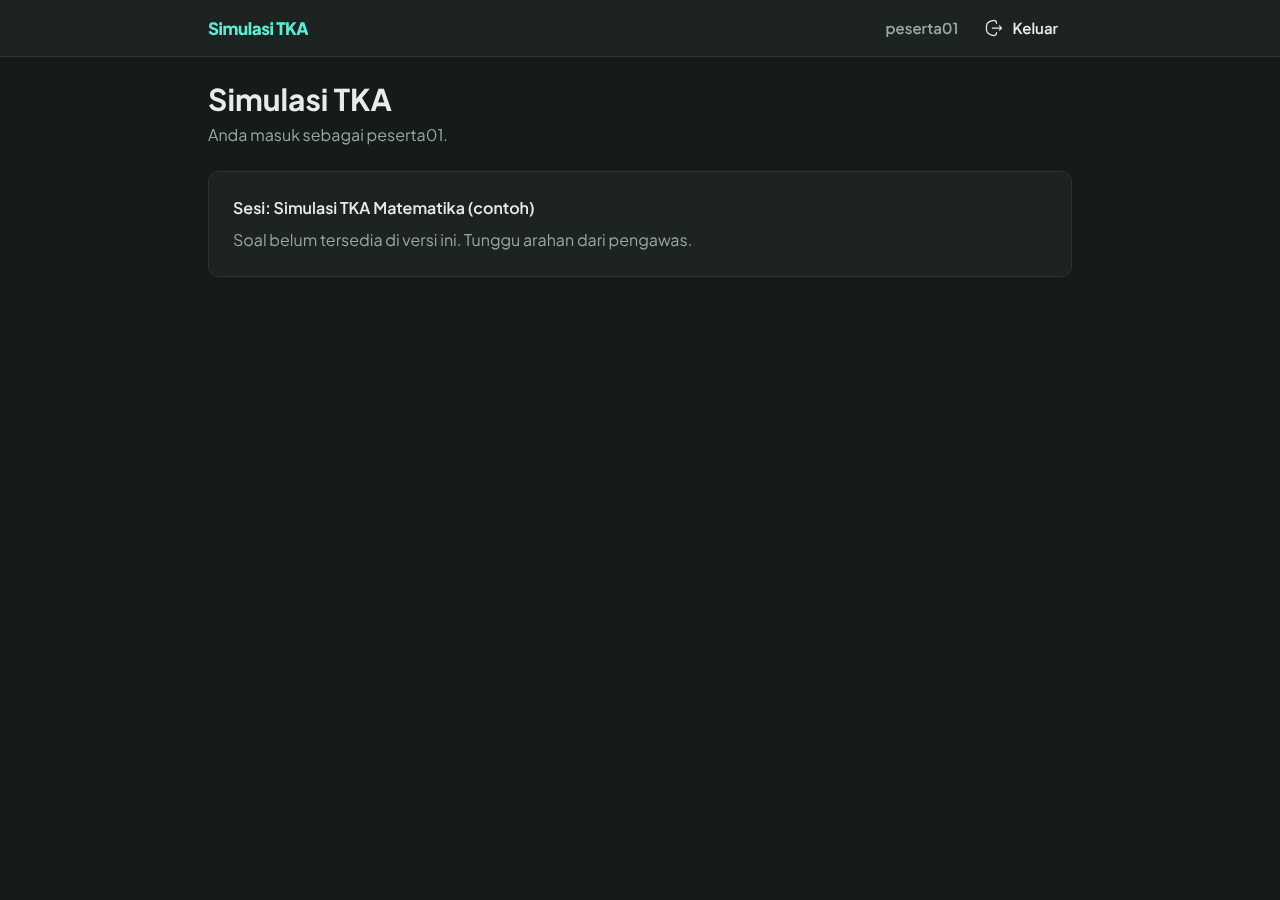 Simulasi TKA
peserta01
Keluar
Simulasi TKA
Anda masuk sebagai peserta01.
Sesi: Simulasi TKA Matematika (contoh)
Soal belum tersedia di versi ini. Tunggu arahan dari pengawas.